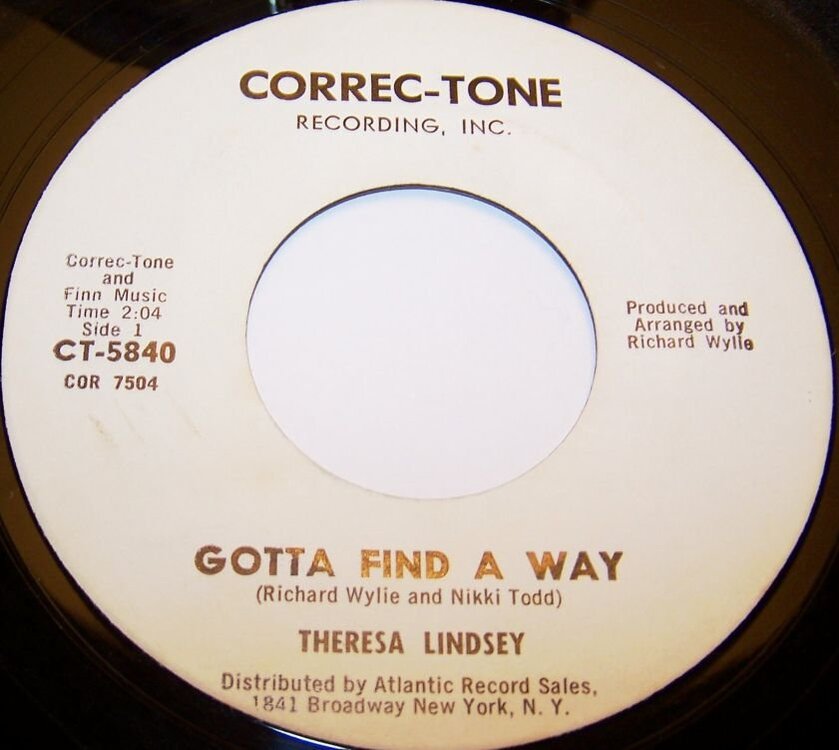 CORREC-TONE
RECORDING, INC.
Correc-Tone
and
Finn Music
Time 2:04
Side 1
CT-5840
COR 7504
Produced and
Arranged by
Richard Wylie
GOTTA FIND A WAY
(Richard Wylie and Nikki Todd)
THERESA LINDSEY
Distributed by Atlantic Record Sales,
1841 Broadway New York, N. Y.